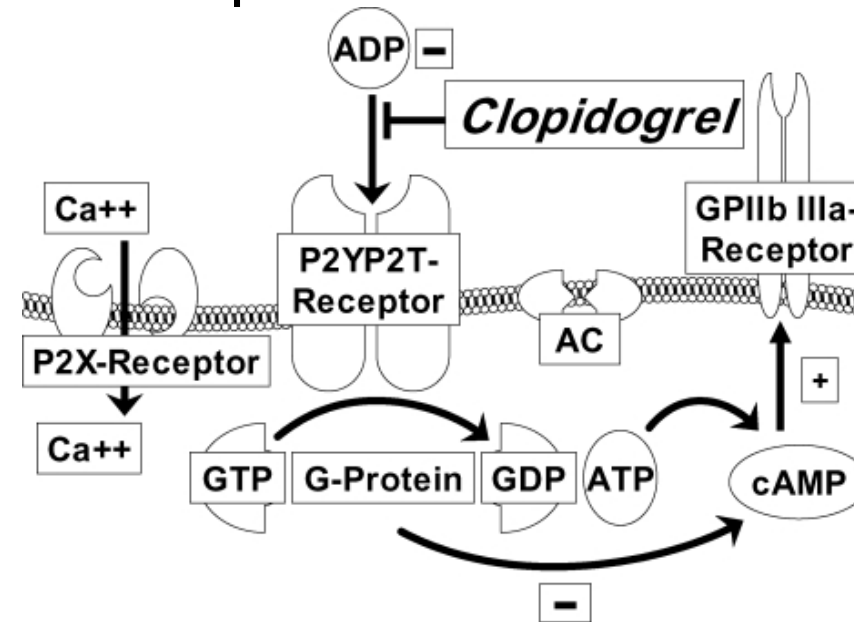 ADP
−
Clopidogrel
Ca++
GPIIb IIIa-
Receptor
P2YP2T-
Receptor
AC
P2X-Receptor
+
Ca++
GTP
G-Protein
GDP
ATP
cAMP
−